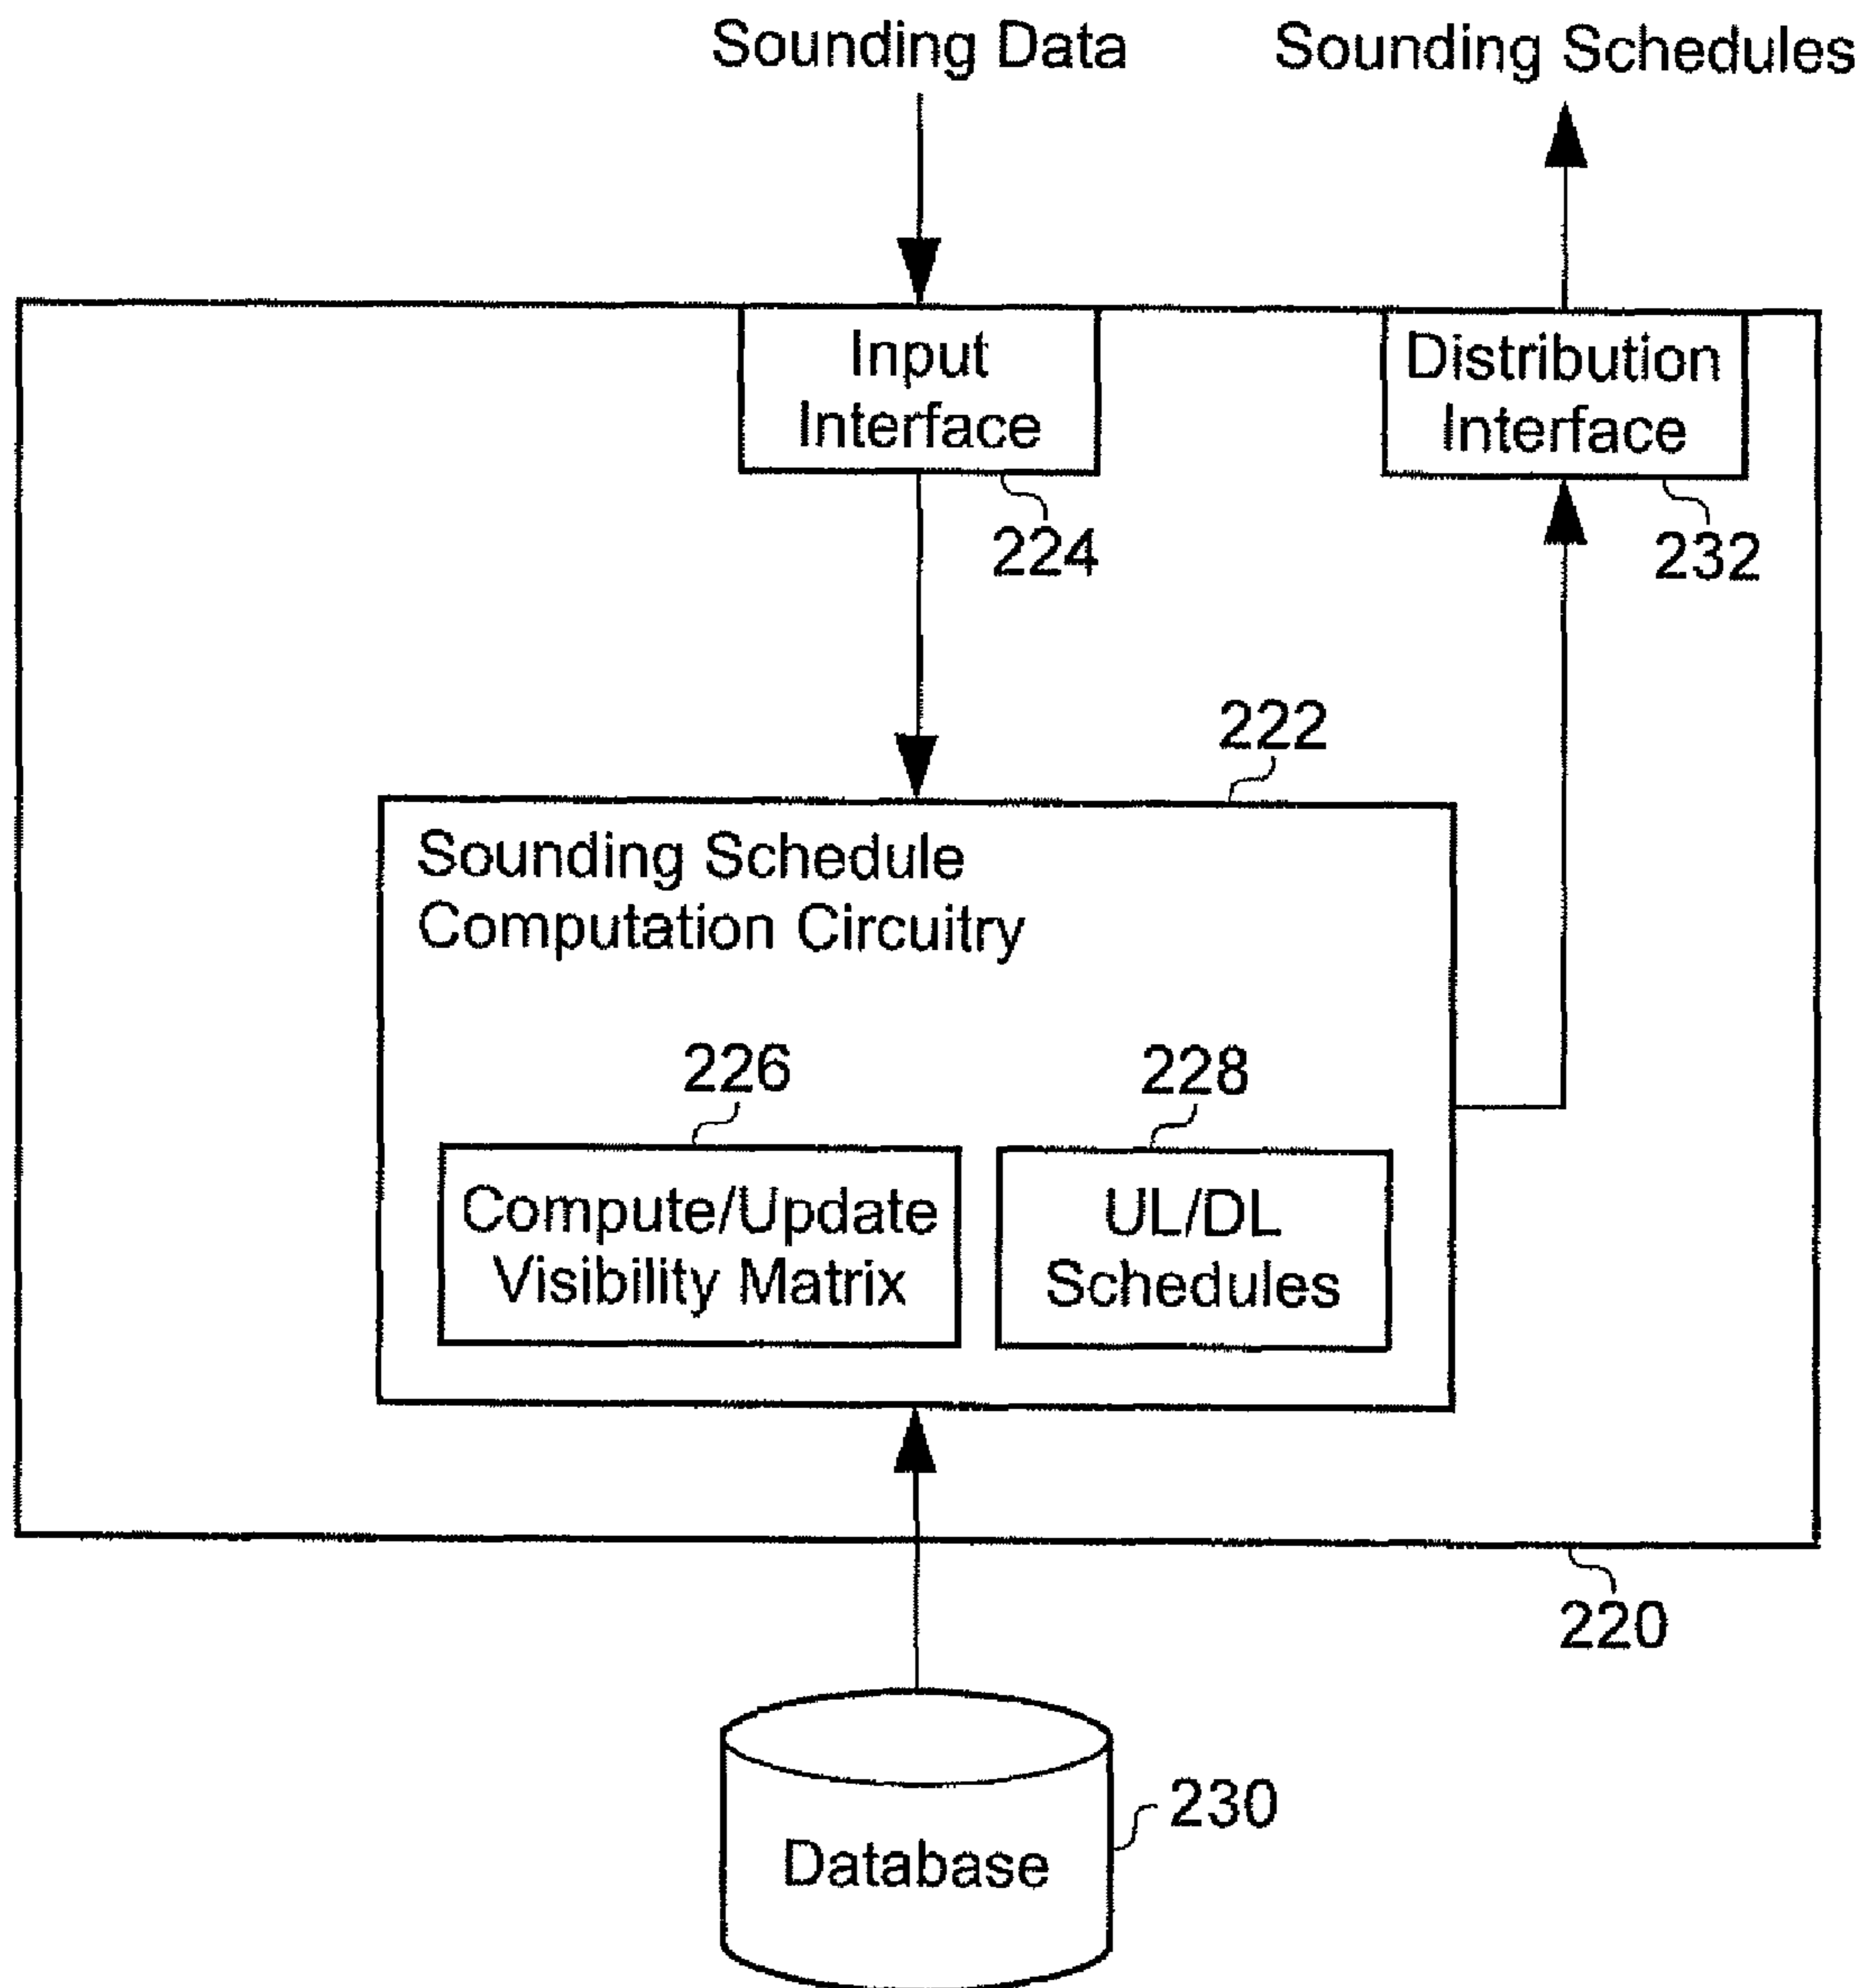 Sounding Data
Sounding Schedules
Input
Interface
Distribution
Interface
224
232
222
Sounding Schedule
Computation Circuitry
226
228
Compute/Update
Visibility Matrix
UL/DL
Schedules
220
230
Database